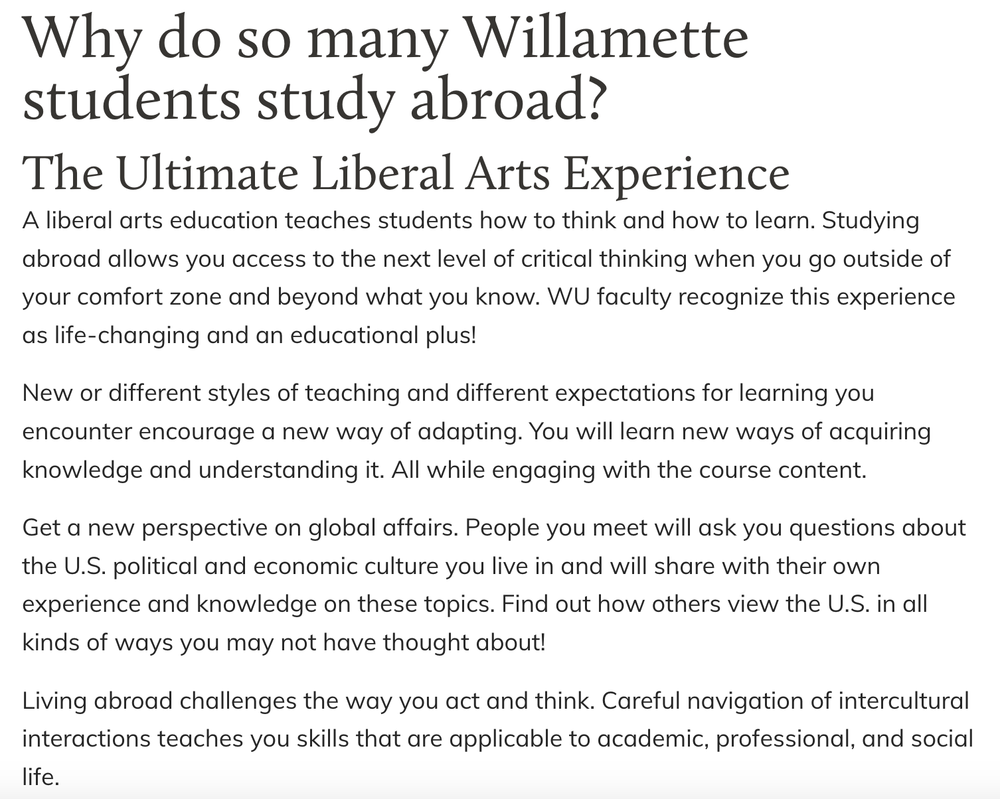 Why do so many Willamette
students study abroad?
The Ultimate Liberal Arts Experience
A liberal arts education teaches students how to think and how to learn. Studying
abroad allows you access to the next level of critical thinking when you go outside of
your comfort zone and beyond what you know. WU faculty recognize this experience
as life-changing and an educational plus!
New or different styles of teaching and different expectations for learning you
encounter encourage a new way of adapting. You will learn new ways of acquiring
knowledge and understanding it. All while engaging with the course content.
Get a new perspective on global affairs. People you meet will ask you questions about
the U.S. political and economic culture you live in and will share with their own
experience and knowledge on these topics. Find out how others view the U.S. in all
kinds of ways you may not have thought about!
Living abroad challenges the way you act and think. Careful navigation of intercultural
interactions teaches you skills that are applicable to academic, professional, and social
life.